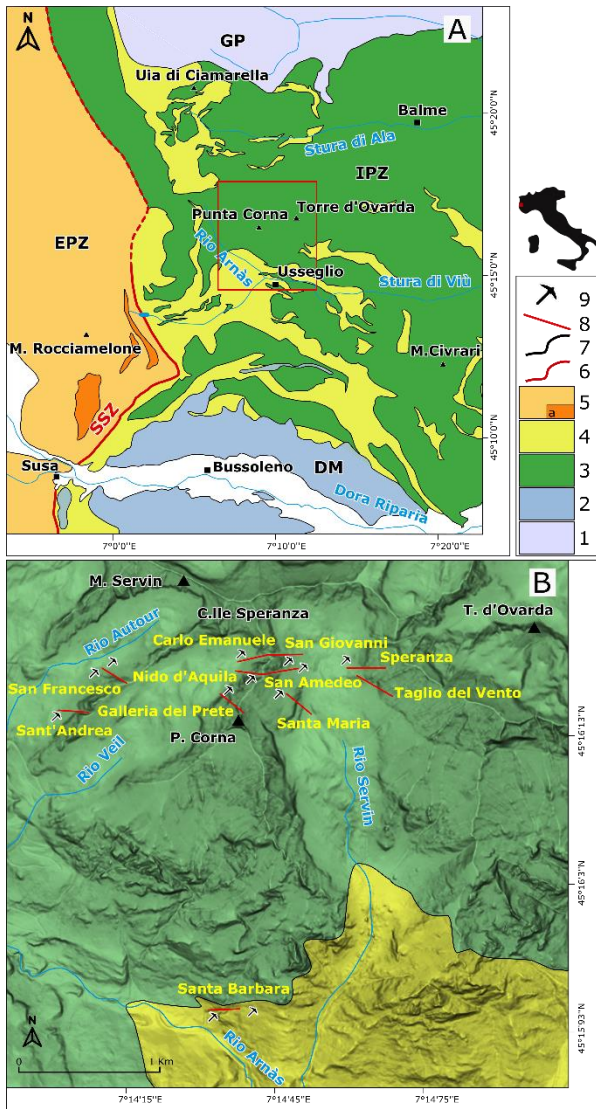 N
A
GP
Uia di Ciamarella
Balme
Stura di Ala
IPZ
Punta Corna
Torre d'Ovarda
EPZ
Rio Arnàs
Usseglio
Stura di Viù
M. Rocciamelone
M.Civrari
SSZ
Susa
Bussoleno
DM
Dora Riparia
45°20'0"N
45°15'0"N
45°10'0"N
7°0'0"E
7°10'0"E
7°20'0"E
9
8
7
6
5
a
4
3
2
1
B
M. Servin
C.lle Speranza
T. d'Ovarda
Rio Autour
Carlo Emanuele
San Giovanni
Speranza
San Francesco
Nido d'Aquila
San Amedeo
Taglio del Vento
Sant'Andrea
Galleria del Prete
Santa Maria
P. Corna
Rio Veil
Rio Servin
Santa Barbara
Rio Arnàs
N
0
1 Km
45°16'13"N
45°16'3"N
45°15'93"N
7°14'15"E
7°14'45"E
7°14'75"E